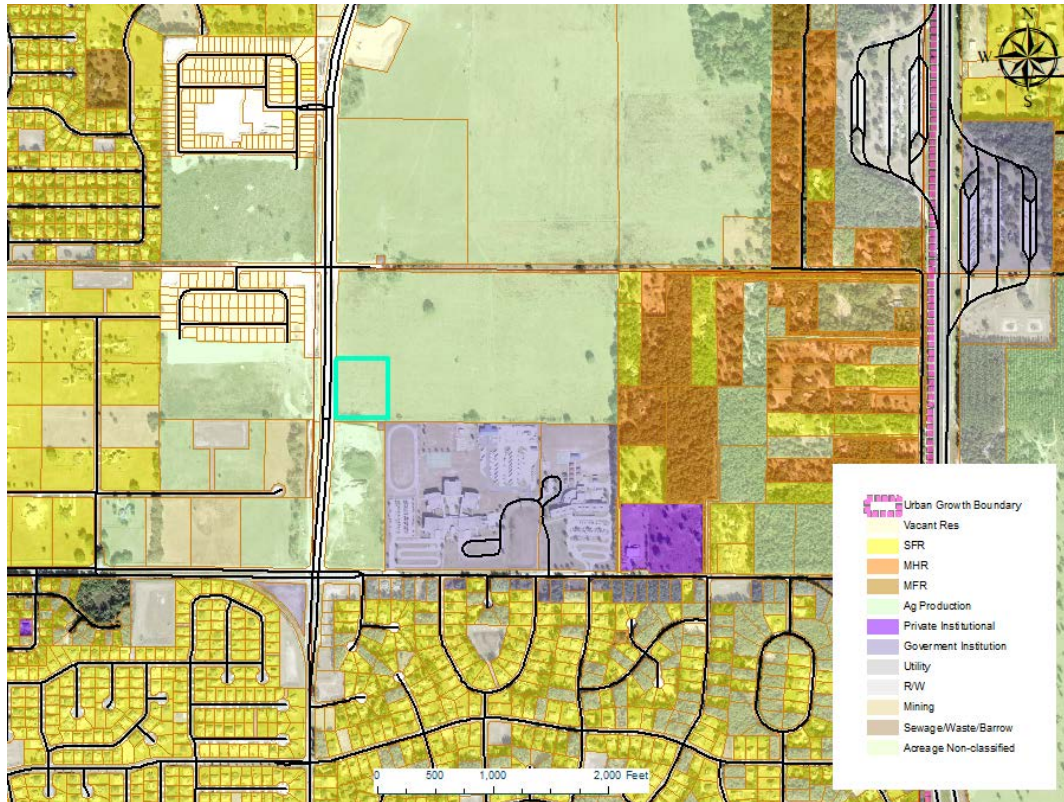 N
W
S
Urban Growth Boundary
Vacant Res
SFR
MHR
MFR
Ag Production
Private Institutional
Goverment Institution
Utility
R/W
Mining
Sewage/Waste/Barrow
Acreage Non-classified
0 500 1,000 2,000 Feet